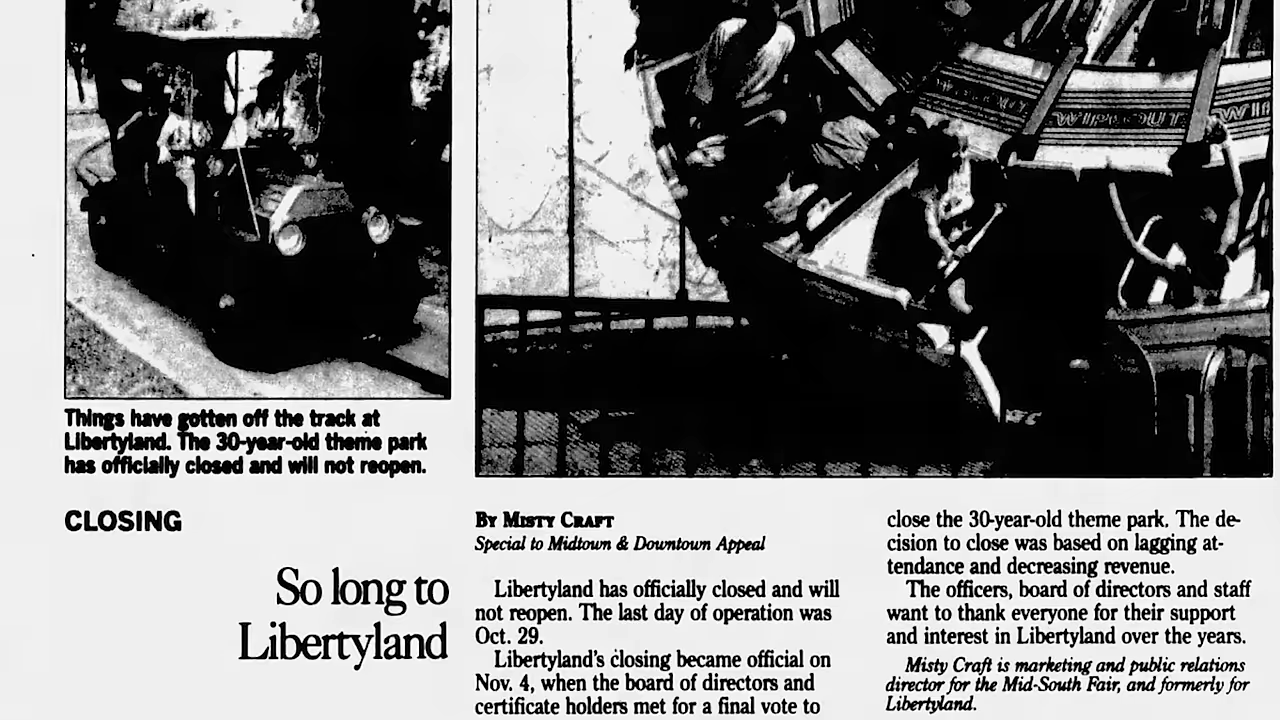 Things have gotten off the track at
Libertyland. The 30-year-old theme park
has officially closed and will not reopen.
CLOSING
So long to
Libertyland
BY MISTY CRAFT
Special to Midtown & Downtown Appeal
Libertyland has officially closed and will
not reopen. The last day of operation was
Oct. 29.
Libertyland's closing became official on
Nov. 4, when the board of directors and
certificate holders met for a final vote to
close the 30-year-old theme park. The de-
cision to close was based on lagging at-
tendance and decreasing revenue.
The officers, board of directors and staff
want to thank everyone for their support
and interest in Libertyland over the years.
Misty Craft is marketing and public relations
director for the Mid-South Fair, and formerly for
Libertyland.